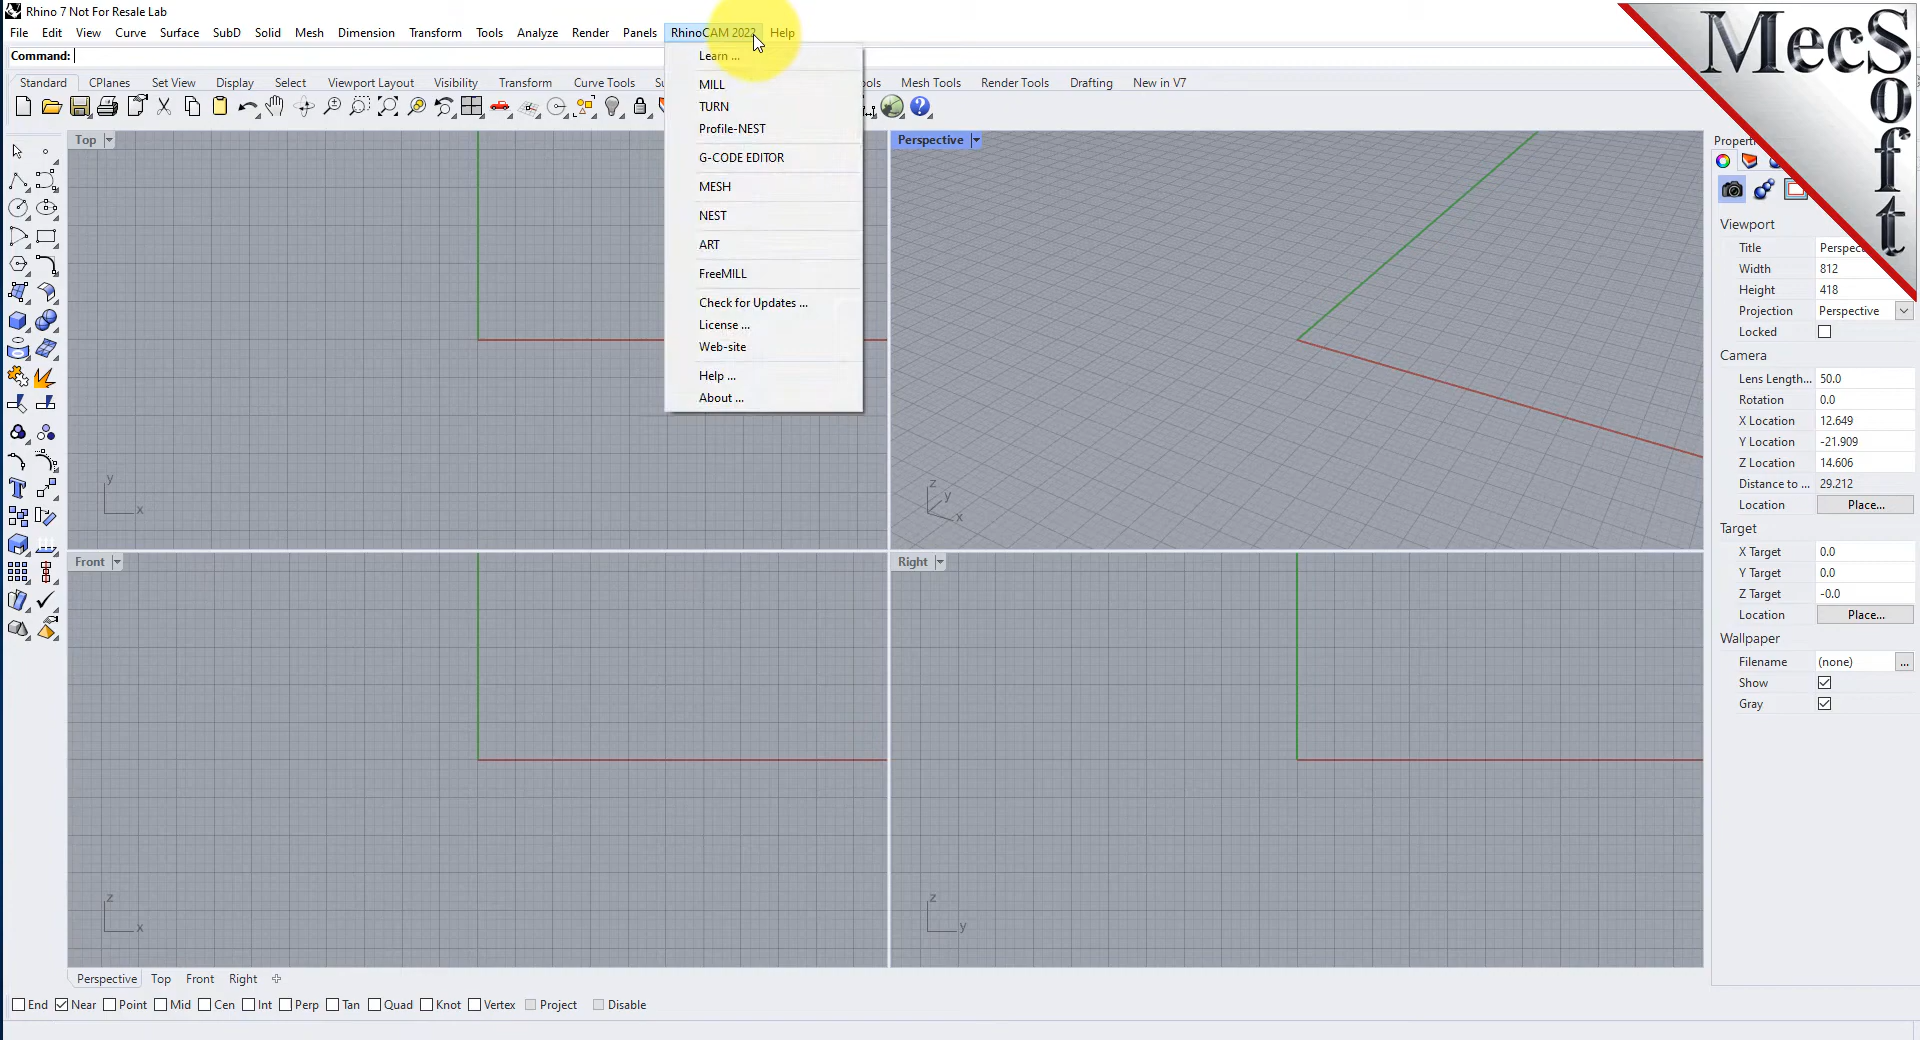 Rhino 7 Not For Resale Lab
File Edit View Curve Surface SubD Solid Mesh Dimension Transform Tools Analyze Render Panels RhinoCAM 2022 Help
Command:
Standard CPlanes Set View Display Select Viewport Layout Visibility Transform Curve Tools Mesh Tools Render Tools Drafting New in V7
Learn ...
MILL
TURN
Profile-NEST
G-CODE EDITOR
MESH
NEST
ART
FreeMILL
Check for Updates ...
License ...
Web-site
Help ...
About ...
Top
y
x
Perspective
z
y
x
Front
z
x
Right
z
y
MecSoft
Viewport
Title
Width 812
Height 418
Projection Perspective
Locked
Camera
Lens Length... 50.0
Rotation 0.0
X Location 12.649
Y Location -21.909
Z Location 14.606
Distance to ... 29.212
Location Place...
Target
X Target 0.0
Y Target 0.0
Z Target -0.0
Location Place...
Wallpaper
Filename (none) ...
Show
Gray
Perspective Top Front Right
End Near Point Mid Cen Int Perp Tan Quad Knot Vertex Project Disable